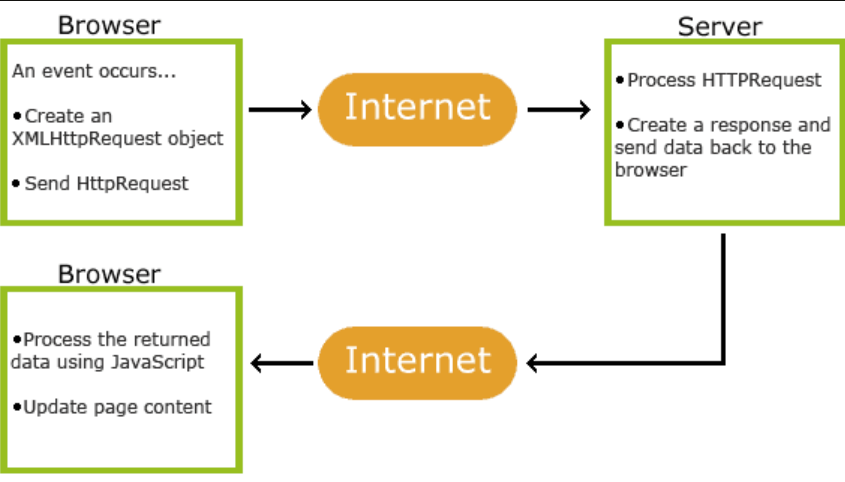 Browser
An event occurs...
•Create an
XMLHttpRequest object
• Send HttpRequest
Internet
Server
•Process HTTPRequest
•Create a response and
send data back to the
browser
Browser
•Process the returned
data using JavaScript
•Update page content
Internet